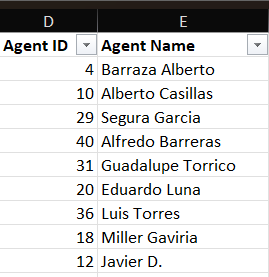 D E
Agent ID Agent Name
4 Barraza Alberto
10 Alberto Casillas
29 Segura Garcia
40 Alfredo Barreras
31 Guadalupe Torrico
20 Eduardo Luna
36 Luis Torres
18 Miller Gaviria
12 Javier D.